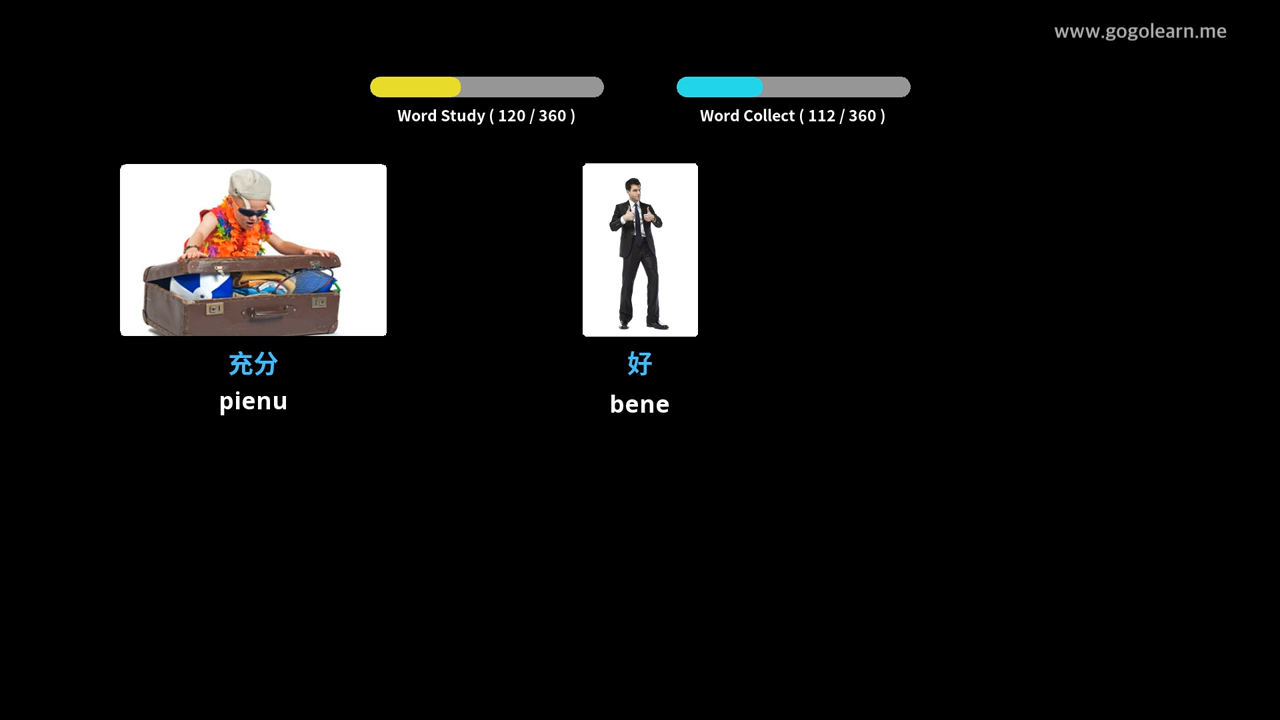 www.gogolearn.me
Word Study ( 120 / 360 )
Word Collect ( 112 / 360 )
充分
pienu
好
bene